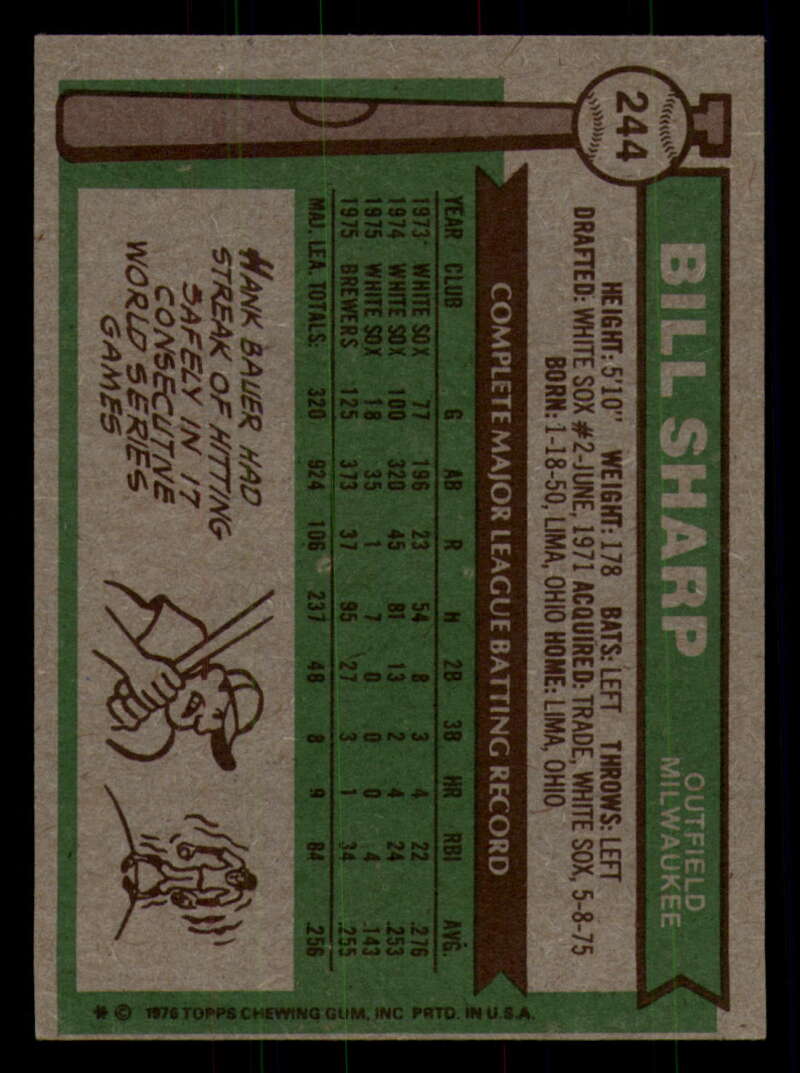 244
BILL SHARP
OUTFIELD
MILWAUKEE
HEIGHT: 5'10" WEIGHT: 178 BATS: LEFT THROWS: LEFT
DRAFTED: WHITE SOX #2-JUNE, 1971 ACQUIRED: TRADE, WHITE SOX, 5-8-75
BORN: 1-18-50, LIMA, OHIO HOME: LIMA, OHIO
COMPLETE MAJOR LEAGUE BATTING RECORD
YEAR CLUB G AB R H 2B 3B HR RBI AVG.
1973 WHITE SOX 77 196 23 54 8 3 4 22 .276
1974 WHITE SOX 100 320 45 81 13 2 4 24 .253
1975 WHITE SOX 18 35 1 7 0 0 0 4 .143
1975 BREWERS 125 373 37 95 27 3 1 34 .255
MAJ. LEA. TOTALS: 320 924 106 237 48 8 9 84 .256
HANK BAUER HAD
STREAK OF HITTING
SAFELY IN 17
CONSECUTIVE
WORLD SERIES
GAMES
* © 1976 TOPPS CHEWING GUM, INC PRTD. IN U.S.A.